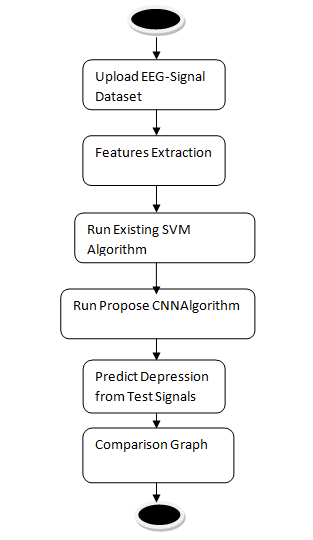 Upload EEG-Signal
Dataset
Features Extraction
Run Existing SVM
Algorithm
Run Propose CNNAlgorithm
Predict Depression
from Test Signals
Comparison Graph